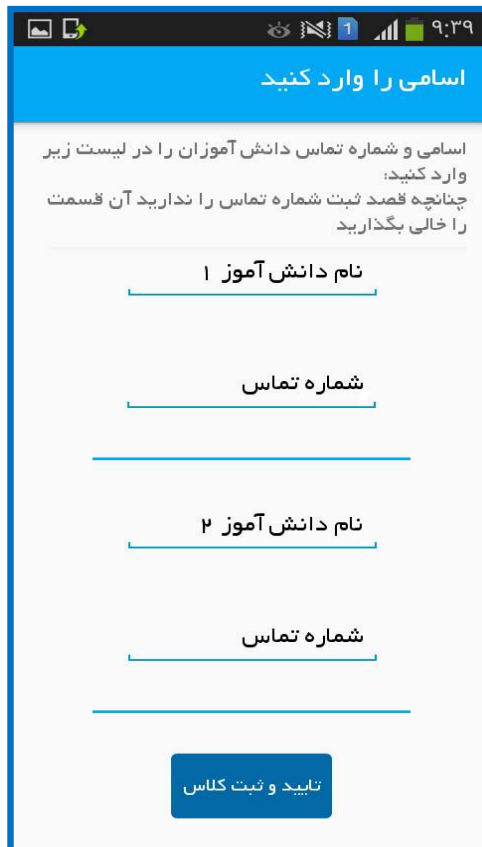 ۹:۳۹
1
اسامی را وارد کنید
اسامی و شماره تماس دانش آموزان را در لیست زیر
وارد کنید:
چنانچه قصد ثبت شماره تماس را ندارید آن قسمت
را خالی بگذارید
نام دانش آموز ۱
شماره تماس
نام دانش آموز ۲
شماره تماس
تایید و ثبت کلاس